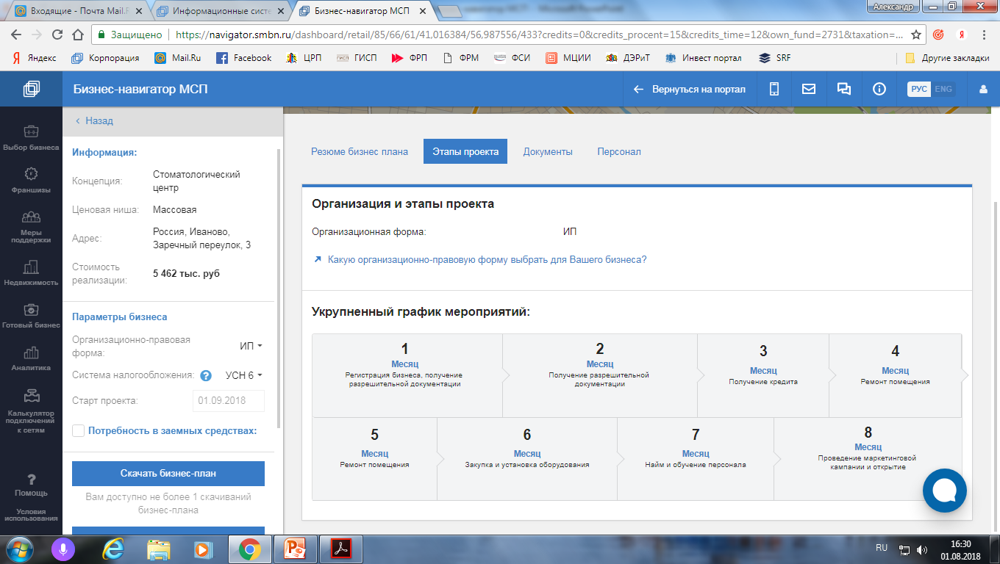 Входящие - Почта Mail.R
Информационные систе
Бизнес-навигатор МСП
Александр
Защищено
https://navigator.smbn.ru/dashboard/retail/85/66/61/41,016384/56,987556/433?credits=0&credits_procent=15&credits_time=12&own_fund=2731&taxation=...
Яндекс
Корпорация
Mail.Ru
Facebook
ЦРП
ГИСП
ФРП
ФРМ
ФСИ
МЦИИ
ДЭРиТ
Инвест портал
SRF
Другие закладки
Бизнес-навигатор МСП
Вернуться на портал
РУС ENG
Выбор бизнеса
Франшизы
Меры
поддержки
Недвижимость
Готовый бизнес
Аналитика
Калькулятор
подключений
к сетям
Помощь
Условия
использования
Назад
Информация:
Концепция:
Стоматологический
центр
Ценовая ниша:
Массовая
Адрес:
Россия, Иваново,
Заречный переулок, 3
Стоимость
реализации:
5 462 тыс. руб
Параметры бизнеса
Организационно-правовая
форма:
ИП
Система налогообложения:
УСН 6
Старт проекта:
01.09.2018
Потребность в заемных средствах:
Скачать бизнес-план
Вам доступно не более 1 скачиваний
бизнес-плана
Резюме бизнес плана
Этапы проекта
Документы
Персонал
Организация и этапы проекта
Организационная форма:
ИП
Какую организационно-правовую форму выбрать для Вашего бизнеса?
Укрупненный график мероприятий:
1
Месяц
Регистрация бизнеса, получение
разрешительной документации
2
Месяц
Получение разрешительной
документации
3
Месяц
Получение кредита
4
Месяц
Ремонт помещения
5
Месяц
Ремонт помещения
6
Месяц
Закупка и установка оборудования
7
Месяц
Найм и обучение персонала
8
Месяц
Проведение маркетинговой
кампании и открытие
RU
16:30
01.08.2018